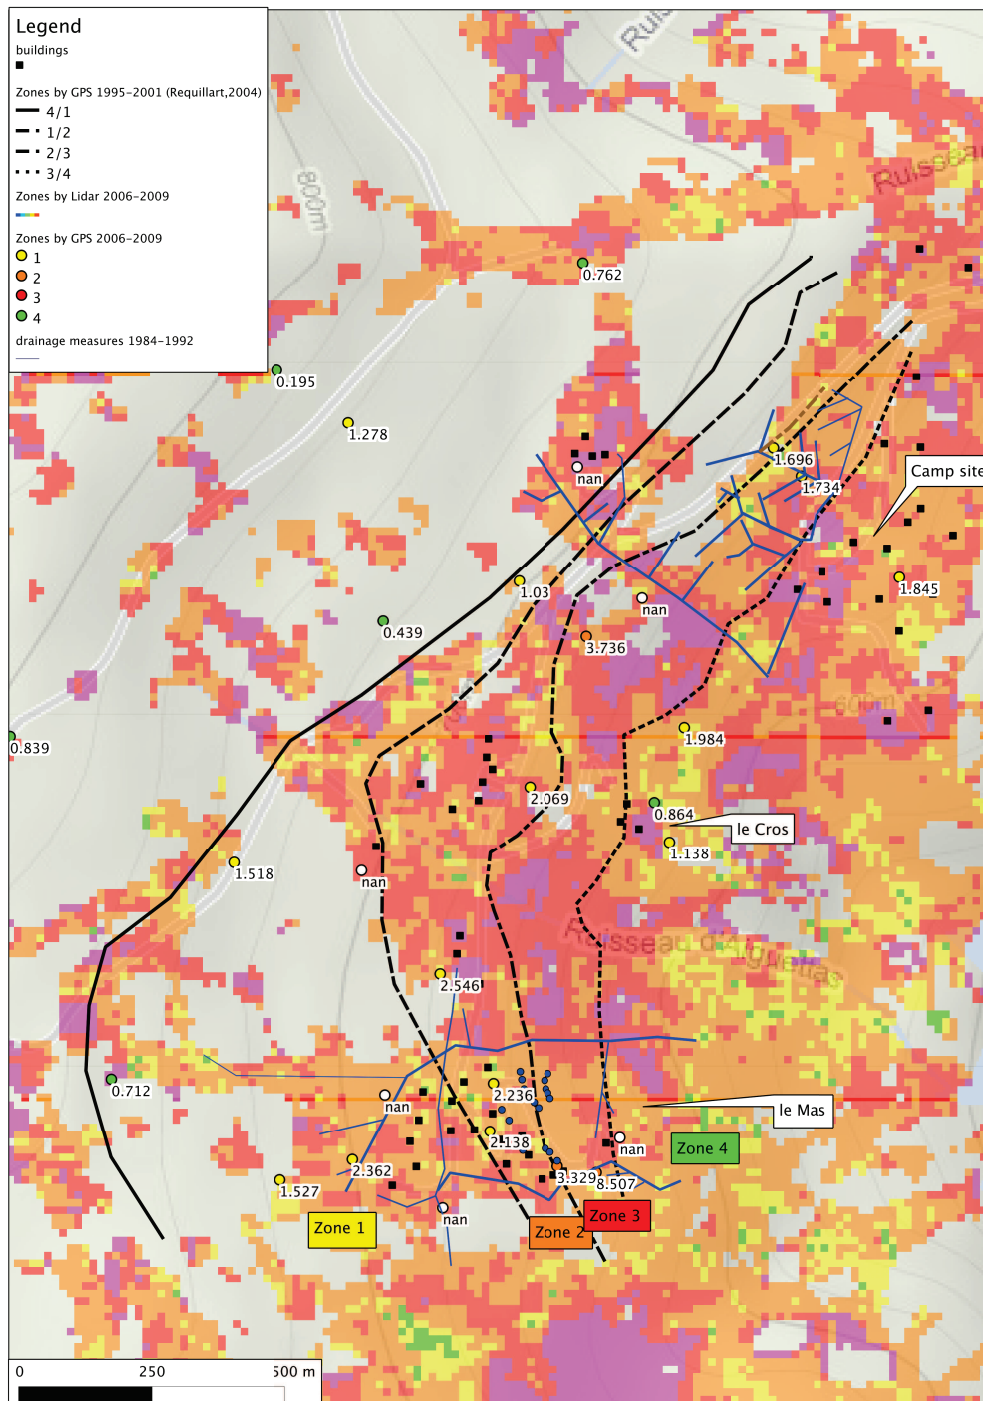 Legend
buildings
Zones by GPS 1995-2001 (Requillart,2004)
4/1
1/2
2/3
3/4
Zones by Lidar 2006-2009
Zones by GPS 2006-2009
1
2
3
4
drainage measures 1984-1992
Ruis
800m
Ruisseau
0.762
0.195
1.278
nan
1.696
1.734
Camp site
1.03
nan
1.845
0.439
3.736
600m
0.839
1.984
2.069
0.864
le Cros
1.138
1.518
nan
Ruisseau d'Aiguettas
2.546
0.712
2.236
nan
le Mas
2.138
nan
Zone 4
2.362
1.527
3.329
8.507
nan
Zone 1
Zone 2
Zone 3
0 250 500 m